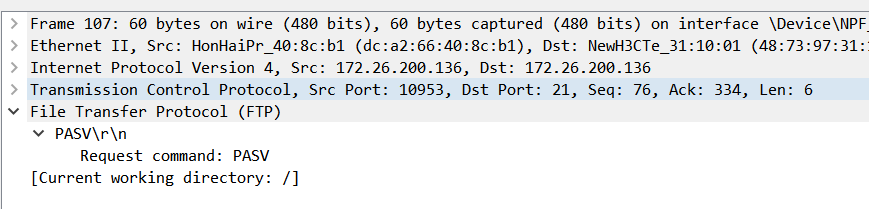 Frame 107: 60 bytes on wire (480 bits), 60 bytes captured (480 bits) on interface \Device\NPF_
Ethernet II, Src: HonHaiPr_40:8c:b1 (dc:a2:66:40:8c:b1), Dst: NewH3CTe_31:10:01 (48:73:97:31:
Internet Protocol Version 4, Src: 172.26.200.136, Dst: 172.26.200.136
Transmission Control Protocol, Src Port: 10953, Dst Port: 21, Seq: 76, Ack: 334, Len: 6
File Transfer Protocol (FTP)
PASV\r\n
Request command: PASV
[Current working directory: /]